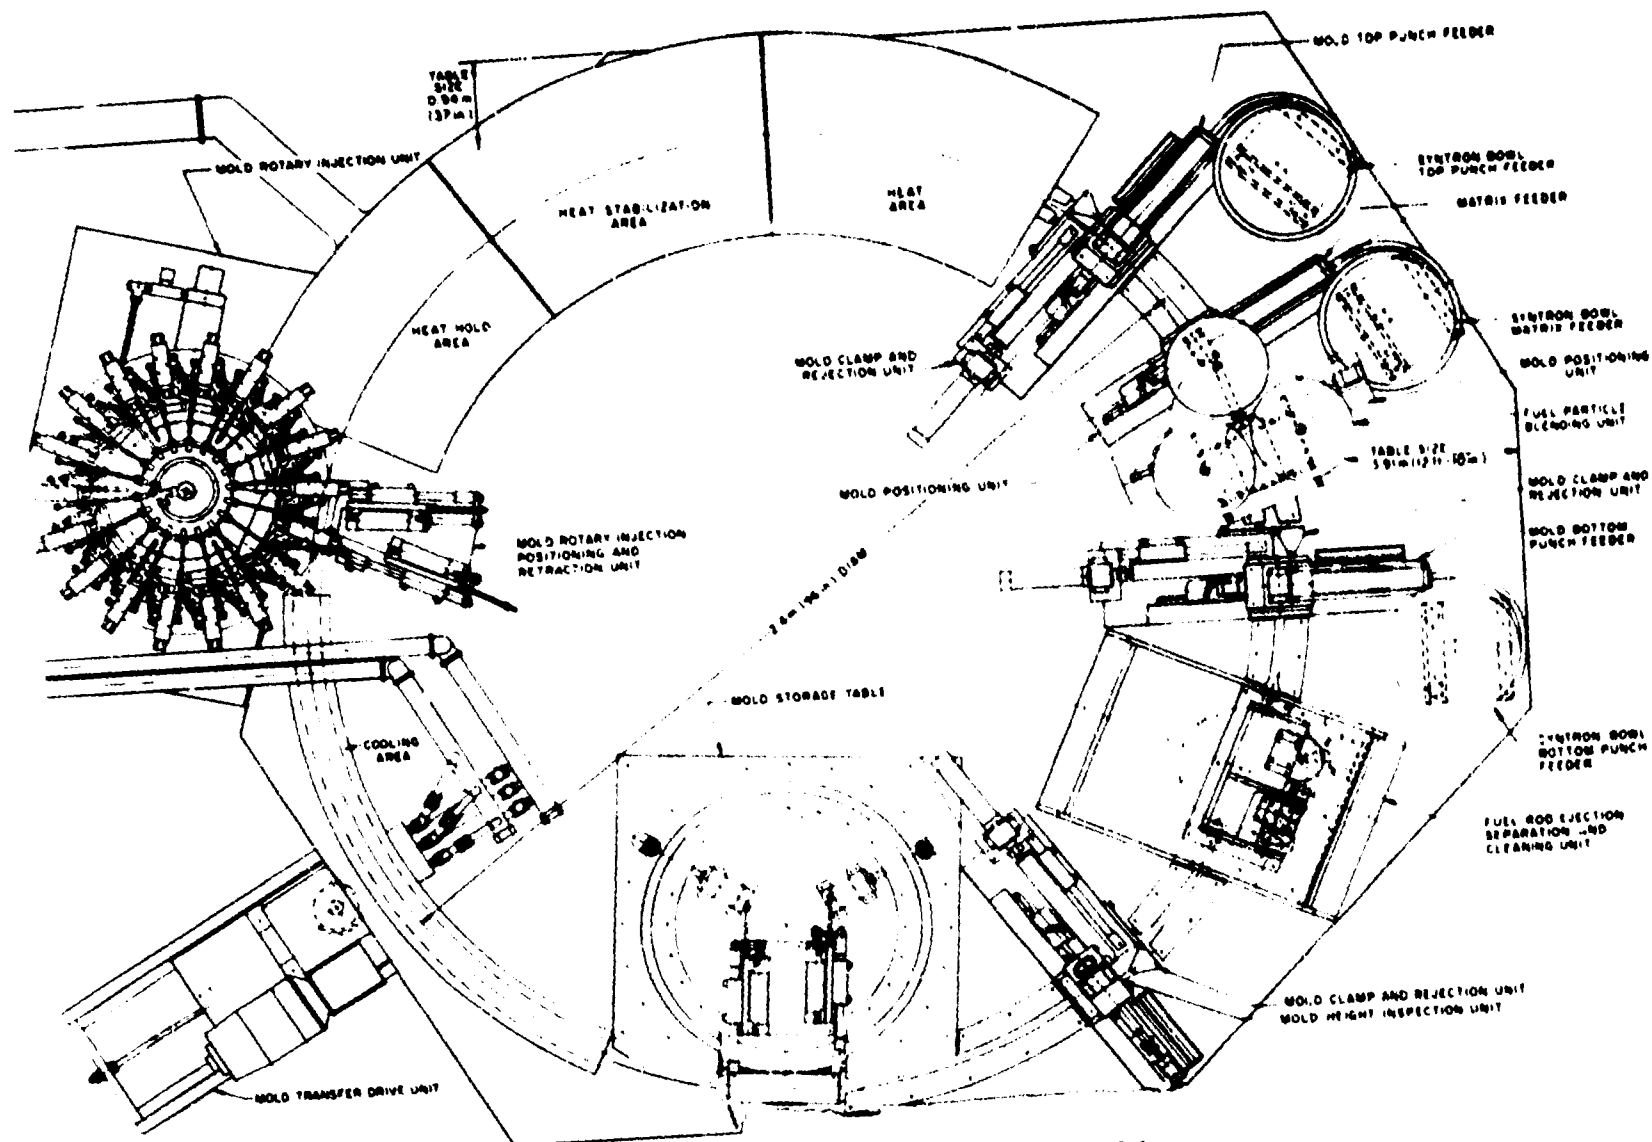 MOLD TOP PUNCH FEEDER
TABLE
SIZE
0.94 m
(37 in)
MOLD ROTARY INJECTION UNIT
SYNTRON BOWL
TOP PUNCH FEEDER
MATRIX FEEDER
HEAT
AREA
HEAT STABILIZATION
AREA
HEAT HOLD
AREA
SYNTRON BOWL
MATRIX FEEDER
MOLD POSITIONING
UNIT
MOLD CLAMP AND
REJECTION UNIT
FUEL PARTICLE
BLENDING UNIT
TABLE SIZE
MOLD CLAMP AND
REJECTION UNIT
MOLD POSITIONING UNIT
MOLD BOTTOM
PUNCH FEEDER
MOLD ROTARY INJECTION
POSITIONING AND
RETRACTION UNIT
2.4 m (96 in) DIAM
MOLD STORAGE TABLE
COOLING
AREA
SYNTRON BOWL
BOTTOM PUNCH
FEEDER
FUEL ROD EJECTION
SEPARATION AND
CLEANING UNIT
MOLD CLAMP AND REJECTION UNIT
MOLD HEIGHT INSPECTION UNIT
MOLD TRANSFER DRIVE UNIT